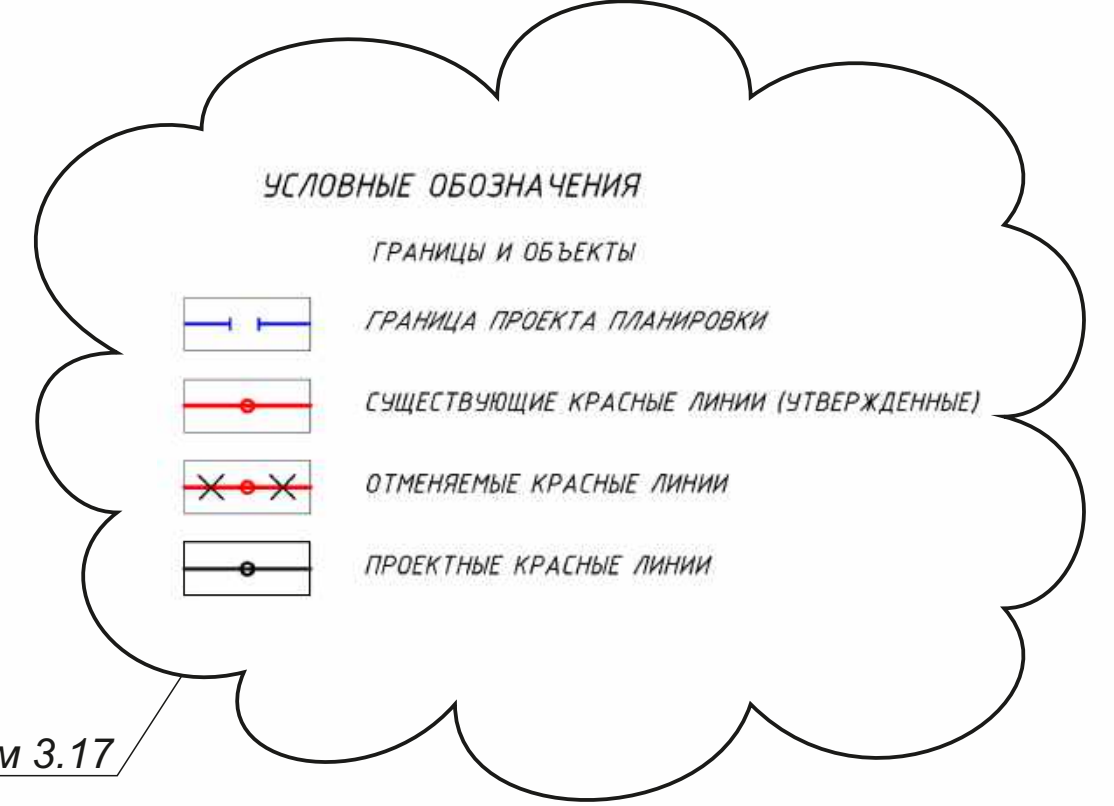 УСЛОВНЫЕ ОБОЗНАЧЕНИЯ
ГРАНИЦЫ И ОБЪЕКТЫ
ГРАНИЦА ПРОЕКТА ПЛАНИРОВКИ
СУЩЕСТВУЮЩИЕ КРАСНЫЕ ЛИНИИ (УТВЕРЖДЕННЫЕ)
ОТМЕНЯЕМЫЕ КРАСНЫЕ ЛИНИИ
ПРОЕКТНЫЕ КРАСНЫЕ ЛИНИИ
3.17